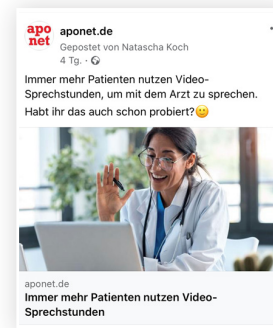 apo
net
aponet.de
Gepostet von Natascha Koch
4 Tg. ·
Immer mehr Patienten nutzen Video-
Sprechstunden, um mit dem Arzt zu sprechen.
Habt ihr das auch schon probiert?🙂
aponet.de
Immer mehr Patienten nutzen Video-
Sprechstunden